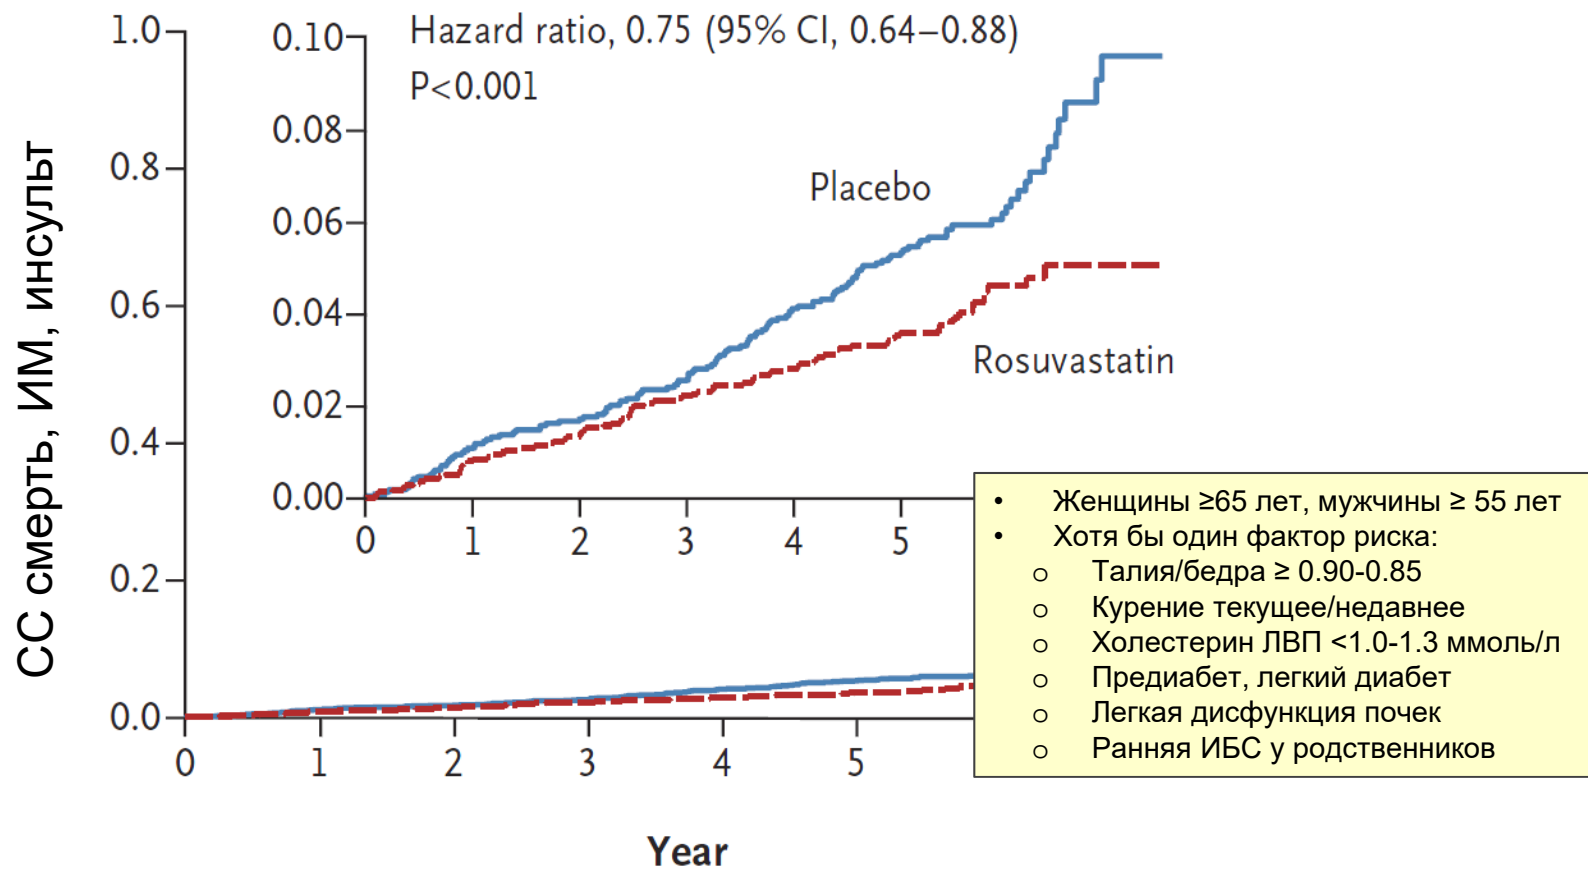 СС смерть, ИМ, инсульт
1.0
0.8
0.6
0.4
0.2
0.0
0 1 2 3 4 5
Hazard ratio, 0.75 (95% CI, 0.64–0.88)
P<0.001
0.10
0.08
0.06
0.04
0.02
0.00
0 1 2 3 4 5
Placebo
Rosuvastatin
• Женщины ≥65 лет, мужчины ≥ 55 лет
• Хотя бы один фактор риска:
o Талия/бедра ≥ 0.90-0.85
o Курение текущее/недавнее
o Холестерин ЛВП <1.0-1.3 ммоль/л
o Предиабет, легкий диабет
o Легкая дисфункция почек
o Ранняя ИБС у родственников
Year